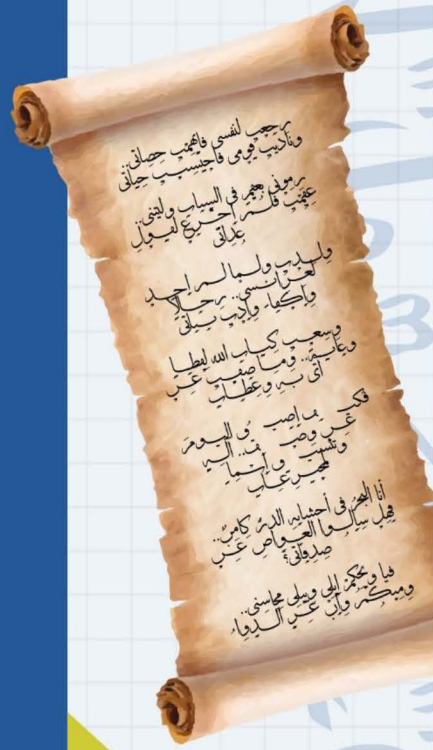 رجعت لنفسي فاتهمت حصاتي..
وناديت قومي فاحتسبت حياتي
رموني بعقم في الشباب وليتني..
عقمت فلم أجزع لقول
عداتي
ولدت ولما لم أجد
لعرائسي.. رجالا
وأكفاء وأدت بناتي
وسعت كتاب الله لفظا
وغاية.. وما ضقت عن
آي به وعظات
اليوم
عن وصف
أنا البحر في أحشائه الدر كامن..
فهل سألوا الغواص عن
صدفاتي؟
فيا ويحكم أبلى وتبلى محاسني..
ومنكم وإن عز الدواء